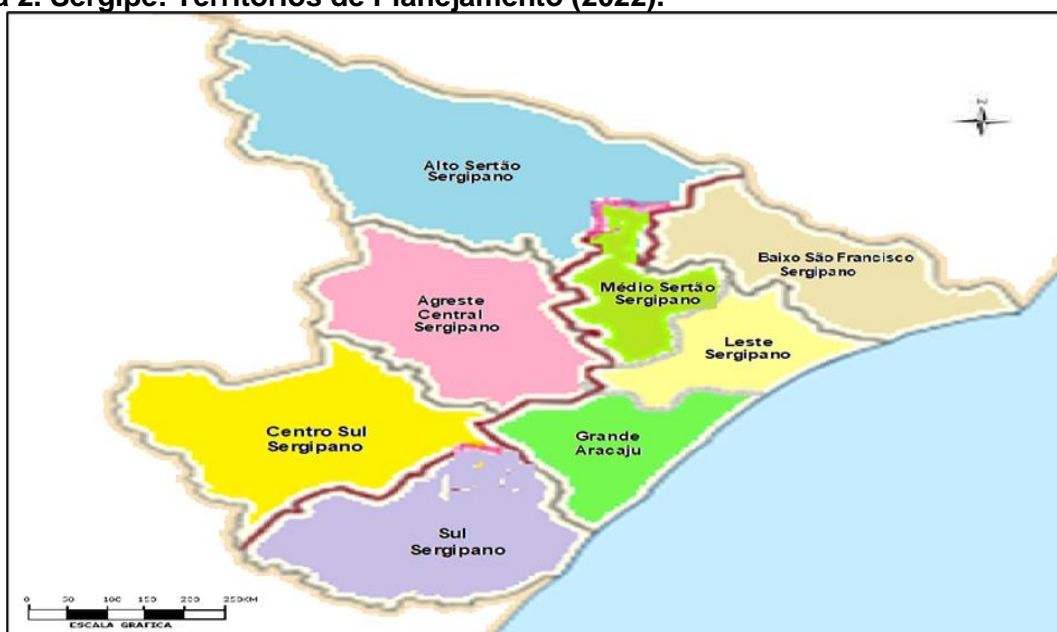 2. Sergipe: Territórios de Planejamento (2022).
N
Alto Sertão
Sergipano
Baixo São Francisco
Sergipano
Médio Sertão
Sergipano
Agreste
Central
Sergipano
Leste
Sergipano
Centro Sul
Sergipano
Grande
Aracaju
Sul
Sergipano
0 50 100 150 200 250KM
ESCALA GRAFICA